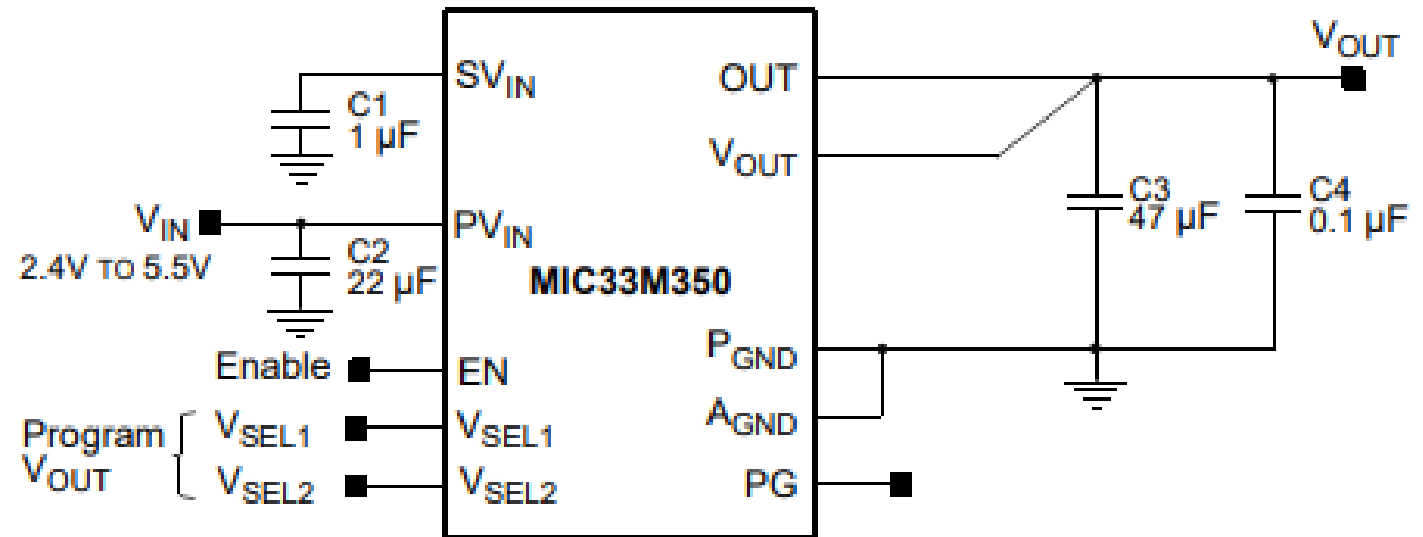 SVIN
C1
1 µF
VIN
2.4V TO 5.5V
PVIN
C2
22 µF
Enable
EN
Program
VOUT
VSEL1
VSEL2
VSEL1
VSEL2
MIC33M350
OUT
VOUT
PGND
AGND
PG
VOUT
C3
47 µF
C4
0.1 µF